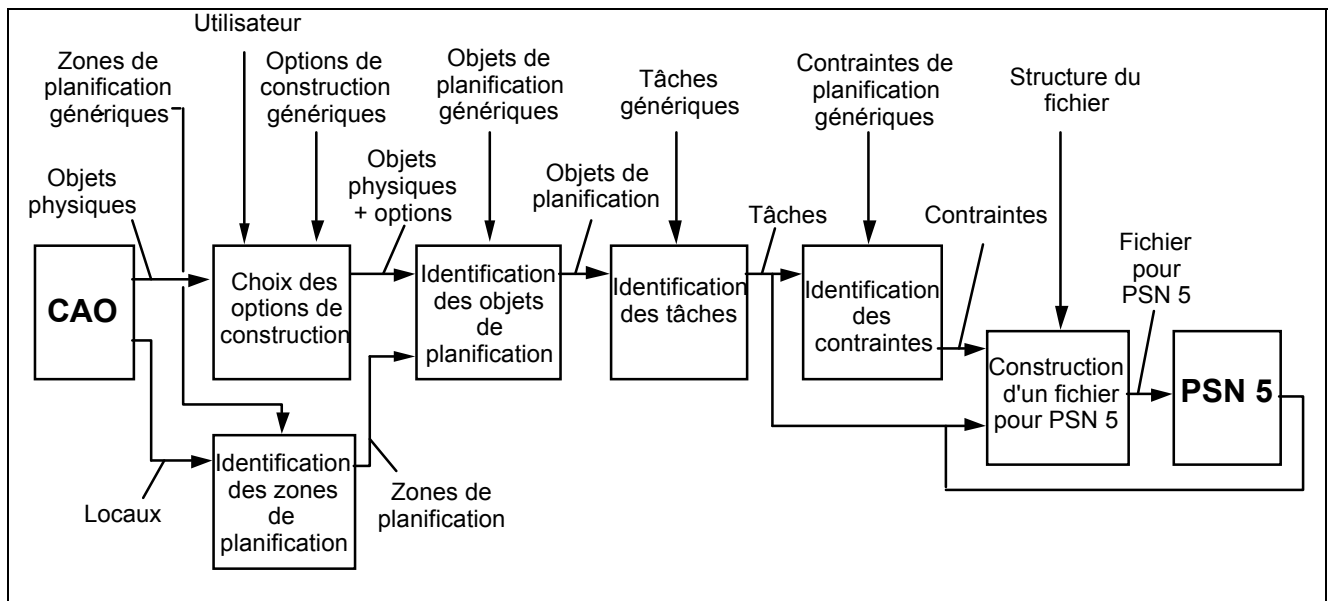 Utilisateur
Zones de
planification
génériques
Options de
construction
génériques
Objets de
planification
génériques
Tâches
génériques
Contraintes de
planification
génériques
Structure du
fichier
Objets
physiques
Objets
physiques
+ options
Objets de
planification
Tâches
Contraintes
Fichier
pour
PSN 5
CAO
Choix des
options de
construction
Identification
des objets
de
planification
Identification
des tâches
Identification
des
contraintes
Construction
d'un fichier
pour PSN 5
PSN 5
Locaux
Identification
des zones
de
planification
Zones de
planification